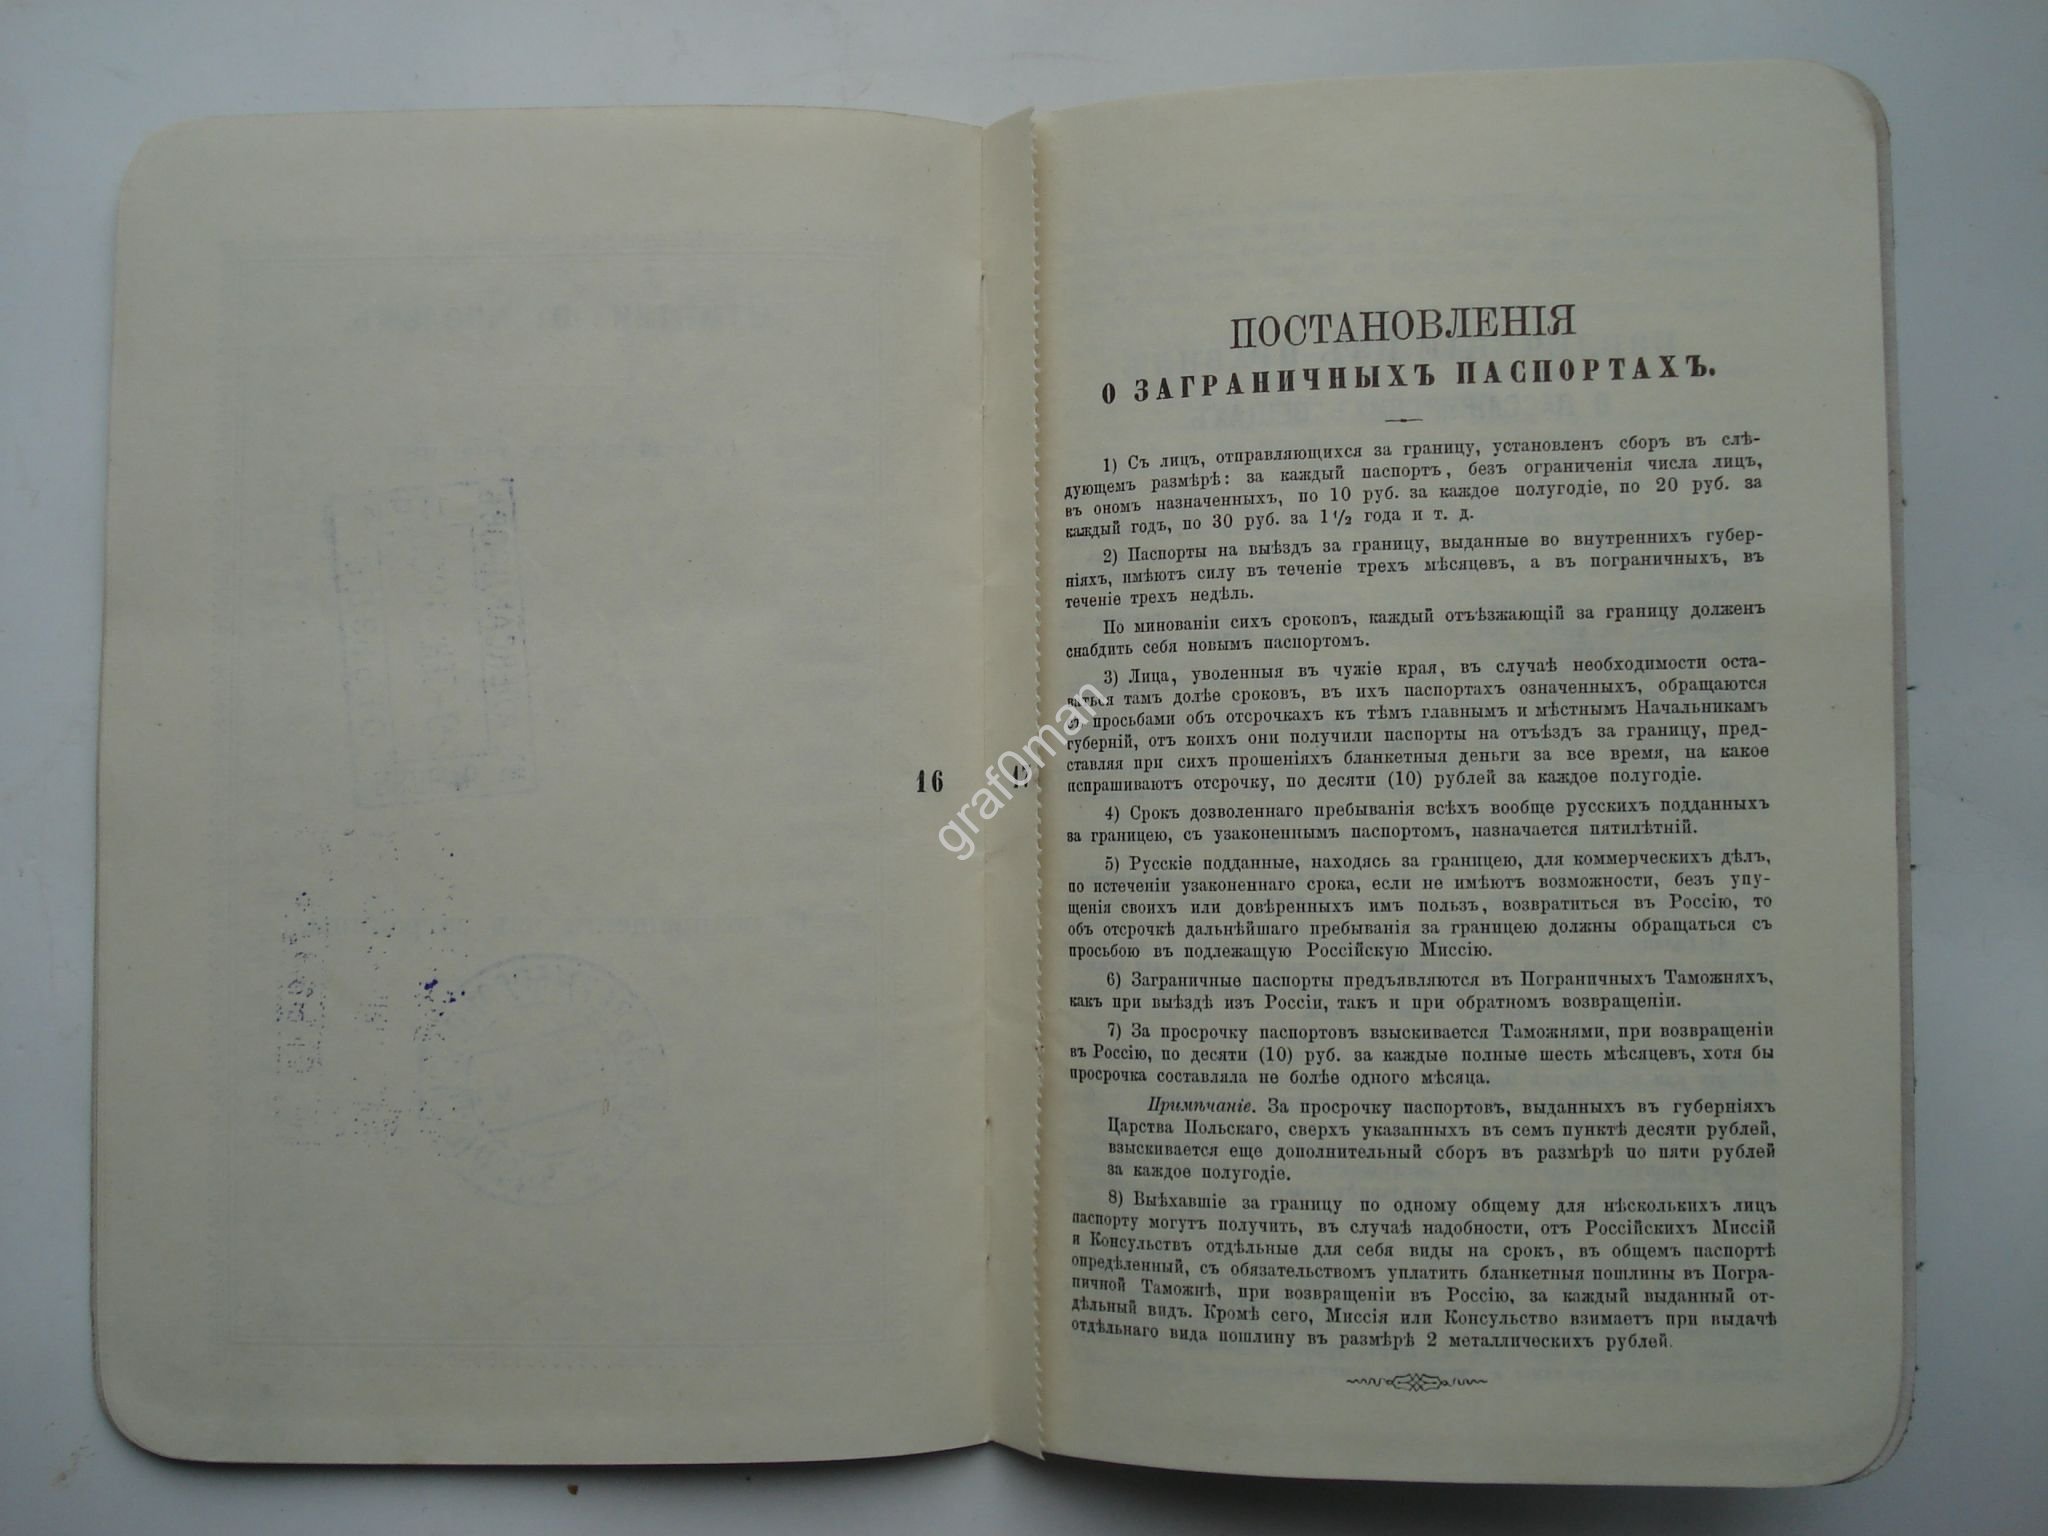 16
17
ПОСТАНОВЛЕНІЯ
О ЗАГРАНИЧНЫХЪ ПАСПОРТАХЪ.
1) Съ лицъ, отправляющихся за границу, установленъ сборъ въ слѣ-
дующемъ размѣрѣ: за каждый паспортъ, безъ ограниченія числа лицъ,
въ ономъ назначенныхъ, по 10 руб. за каждое полугодіе, по 20 руб. за
каждый годъ, по 30 руб. за 1 1/2 года и т. д.
2) Паспорты на выѣздъ за границу, выданные во внутреннихъ губер-
ніяхъ, имѣютъ силу въ теченіе трехъ мѣсяцевъ, а въ пограничныхъ, въ
теченіе трехъ недѣль.
По минованіи сихъ сроковъ, каждый отъѣзжающій за границу долженъ
снабдить себя новымъ паспортомъ.
3) Лица, уволенныя въ чужіе края, въ случаѣ необходимости оста-
ваться тамъ долѣе сроковъ, въ ихъ паспортахъ означенныхъ, обращаются
съ просьбами объ отсрочкахъ къ тѣмъ главнымъ и мѣстнымъ Начальникамъ
губерній, отъ коихъ они получили паспорты на отъѣздъ за границу, пред-
ставляя при сихъ прошеніяхъ бланкетныя деньги за все время, на какое
испрашиваютъ отсрочку, по десяти (10) рублей за каждое полугодіе.
4) Срокъ дозволеннаго пребыванія всѣхъ вообще русскихъ подданныхъ
за границею, съ узаконеннымъ паспортомъ, назначается пятилѣтній.
5) Русскіе подданные, находясь за границею, для коммерческихъ дѣлъ,
по истеченіи узаконеннаго срока, если не имѣютъ возможности, безъ упу-
щенія своихъ или довѣренныхъ имъ пользъ, возвратиться въ Россію, то
объ отсрочкѣ дальнѣйшаго пребыванія за границею должны обращаться съ
просьбою въ подлежащую Россійскую Миссію.
6) Заграничные паспорты предъявляются въ Пограничныхъ Таможняхъ,
какъ при выѣздѣ изъ Россіи, такъ и при обратномъ возвращеніи.
7) За просрочку паспортовъ взыскивается Таможнями, при возвращеніи
въ Россію, по десяти (10) руб. за каждые полные шесть мѣсяцевъ, хотя бы
просрочка составляла не болѣе одного мѣсяца.
Примѣчаніе. За просрочку паспортовъ, выданныхъ въ губерніяхъ
Царства Польскаго, сверхъ указанныхъ въ семъ пунктѣ десяти рублей,
взыскивается еще дополнительный сборъ въ размѣрѣ по пяти рублей
за каждое полугодіе.
8) Выѣхавшіе за границу по одному общему для нѣсколькихъ лицъ
паспорту могутъ получить, въ случаѣ надобности, отъ Россійскихъ Миссій
и Консульствъ отдѣльные для себя виды на срокъ, въ общемъ паспортѣ
опредѣленный, съ обязательствомъ уплатить бланкетныя пошлины въ Погра-
ничной Таможнѣ, при возвращеніи въ Россію, за каждый выданный от-
дѣльный видъ. Кромѣ сего, Миссія или Консульство взимаетъ при выдачѣ
отдѣльнаго вида пошлину въ размѣрѣ 2 металлическихъ рублей.
graf0man